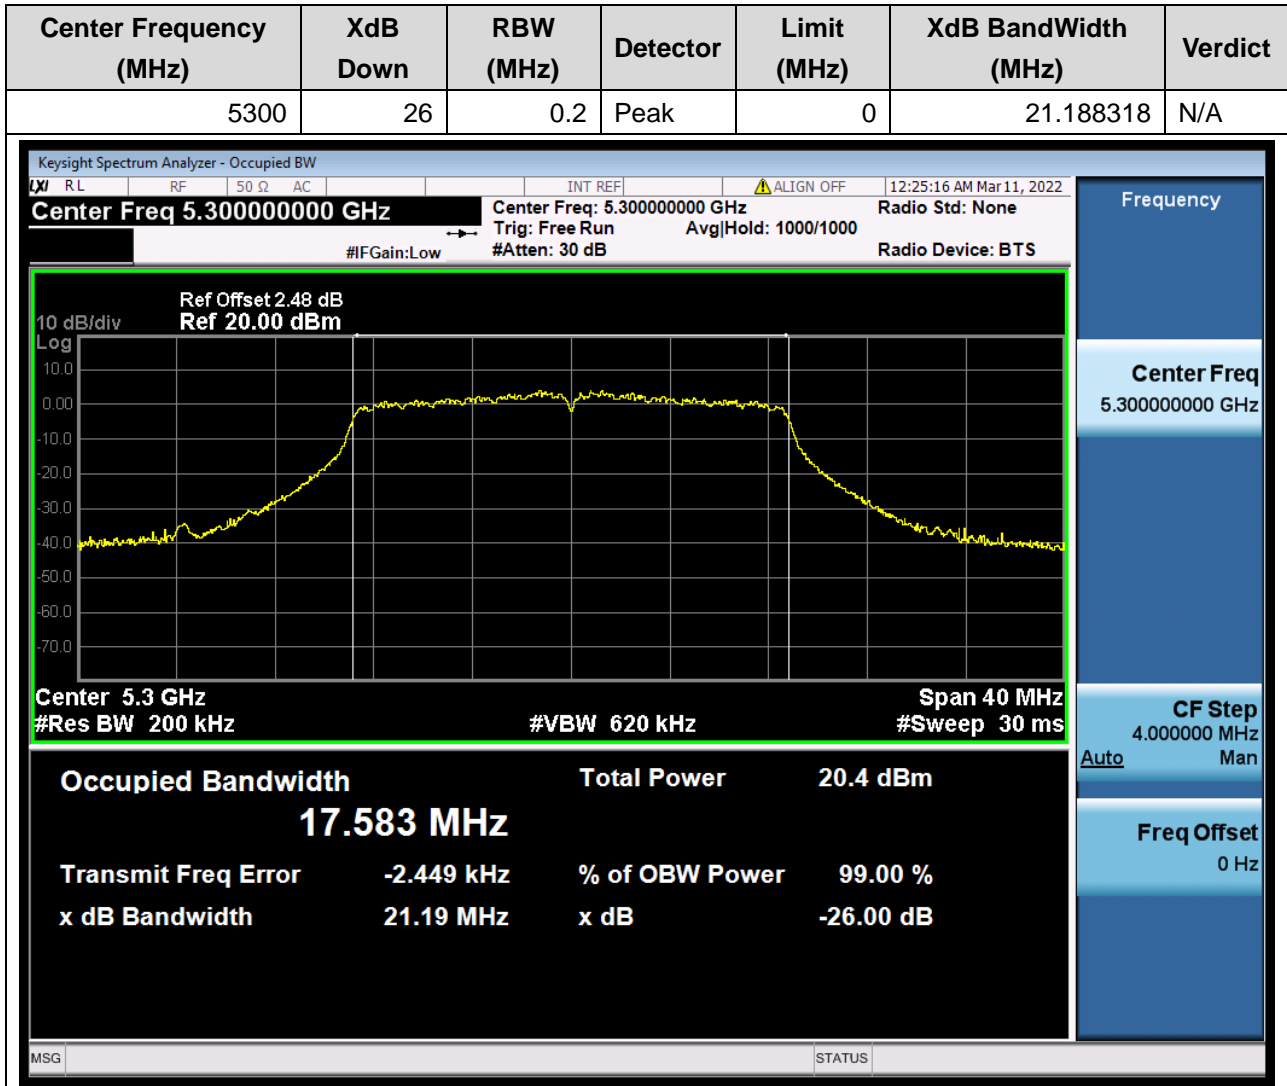 Center Frequency (MHz) XdB Down RBW (MHz) Detector Limit (MHz) XdB BandWidth (MHz) Verdict
5300 26 0.2 Peak 0 21.188318 N/A
Keysight Spectrum Analyzer - Occupied BW
LXI RL RF 50 Ω AC INT REF ALIGN OFF 12:25:16 AM Mar 11, 2022
Center Freq 5.300000000 GHz Center Freq: 5.300000000 GHz Radio Std: None
Trig: Free Run Avg|Hold: 1000/1000
#IFGain:Low #Atten: 30 dB Radio Device: BTS
Ref Offset 2.48 dB
10 dB/div Ref 20.00 dBm
Log
10.0
0.00
-10.0
-20.0
-30.0
-40.0
-50.0
-60.0
-70.0
Center 5.3 GHz Span 40 MHz
#Res BW 200 kHz #VBW 620 kHz #Sweep 30 ms
Occupied Bandwidth Total Power 20.4 dBm
17.583 MHz
Transmit Freq Error -2.449 kHz % of OBW Power 99.00 %
x dB Bandwidth 21.19 MHz x dB -26.00 dB
Frequency
Center Freq
5.300000000 GHz
CF Step
4.000000 MHz
Auto Man
Freq Offset
0 Hz
MSG STATUS